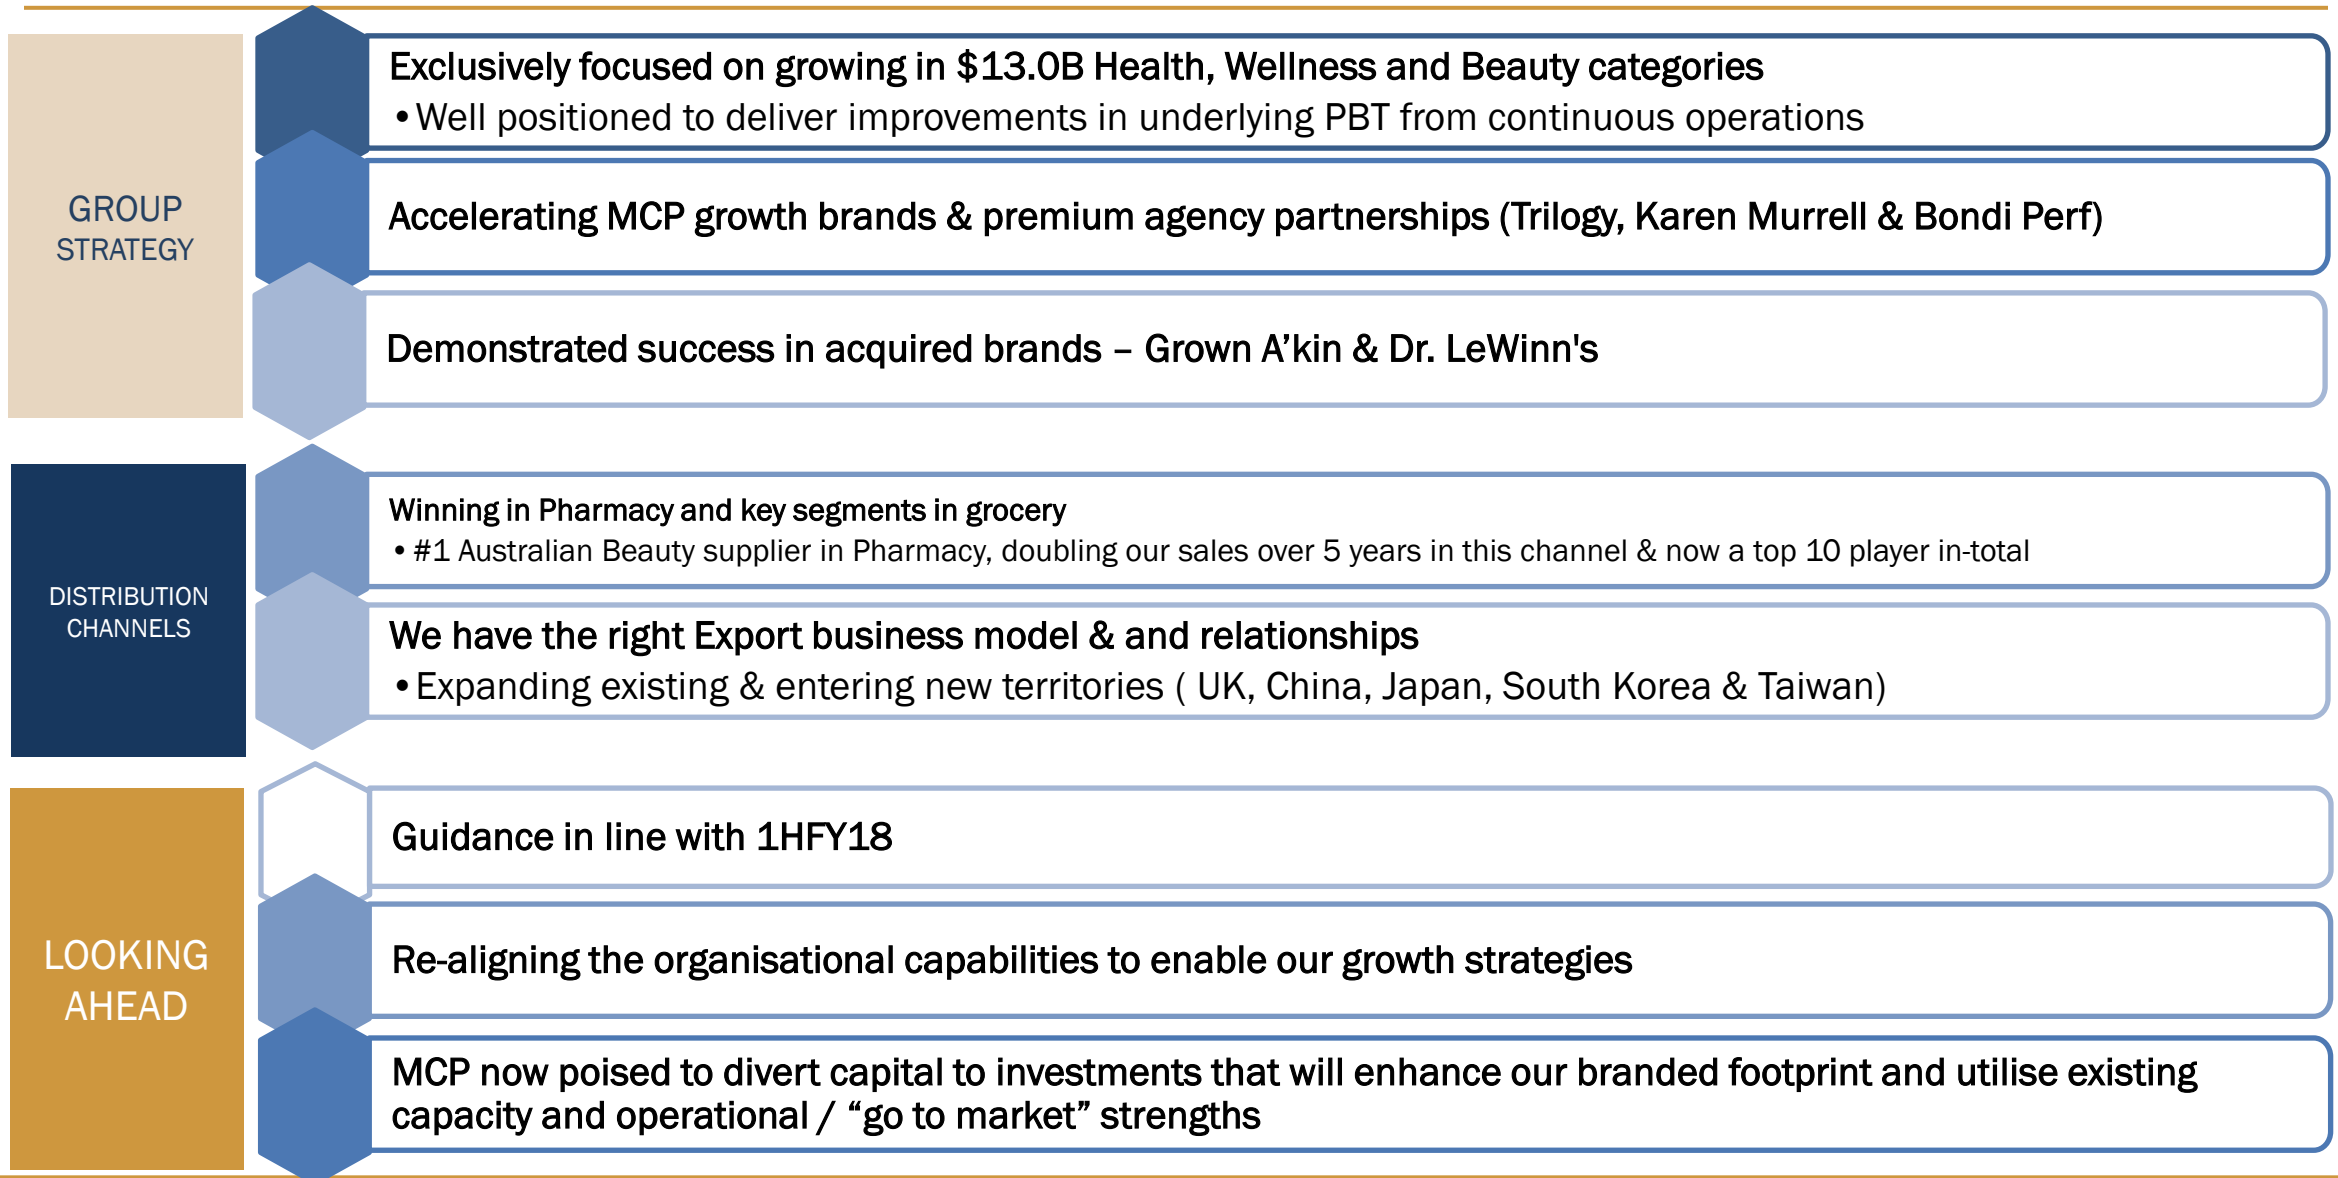 GROUP
STRATEGY
Exclusively focused on growing in $13.0B Health, Wellness and Beauty categories
•Well positioned to deliver improvements in underlying PBT from continuous operations
Accelerating MCP growth brands & premium agency partnerships (Trilogy, Karen Murrell & Bondi Perf)
Demonstrated success in acquired brands – Grown A’kin & Dr. LeWinn's
DISTRIBUTION
CHANNELS
Winning in Pharmacy and key segments in grocery
• #1 Australian Beauty supplier in Pharmacy, doubling our sales over 5 years in this channel & now a top 10 player in-total
We have the right Export business model & and relationships
•Expanding existing & entering new territories ( UK, China, Japan, South Korea & Taiwan)
LOOKING
AHEAD
Guidance in line with 1HFY18
Re-aligning the organisational capabilities to enable our growth strategies
MCP now poised to divert capital to investments that will enhance our branded footprint and utilise existing
capacity and operational / “go to market” strengths